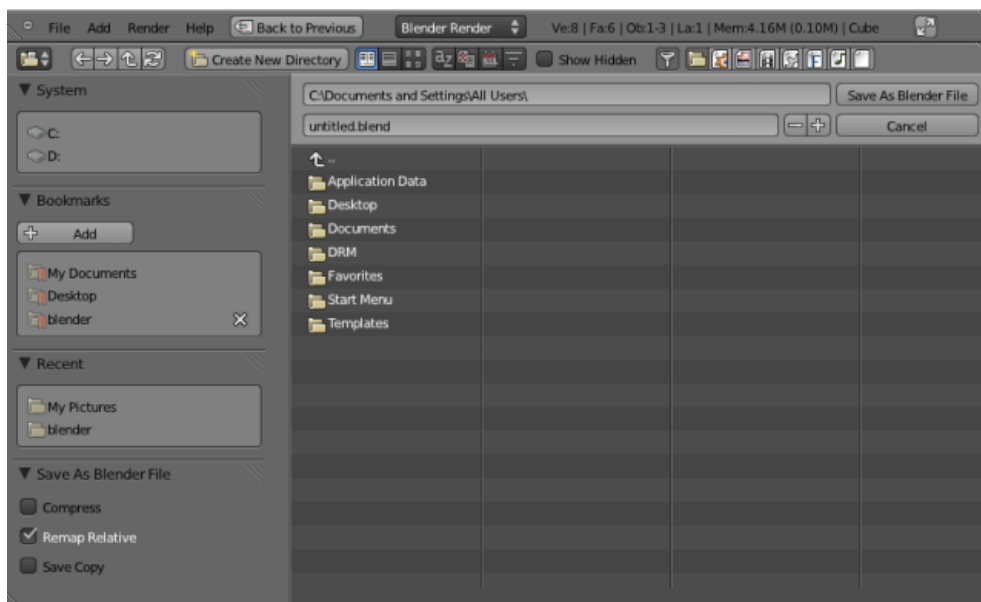 File Add Render Help Back to Previous Blender Render Ve:8 | Fa:6 | Ob:1-3 | La:1 | Mem:4.16M (0.10M) | Cube
Create New Directory Show Hidden
System
C:
D:
Bookmarks
Add
My Documents
Desktop
blender
Recent
My Pictures
blender
Save As Blender File
Compress
Remap Relative
Save Copy
C:\Documents and Settings\All Users\ Save As Blender File
untitled.blend Cancel
..
Application Data
Desktop
Documents
DRM
Favorites
Start Menu
Templates